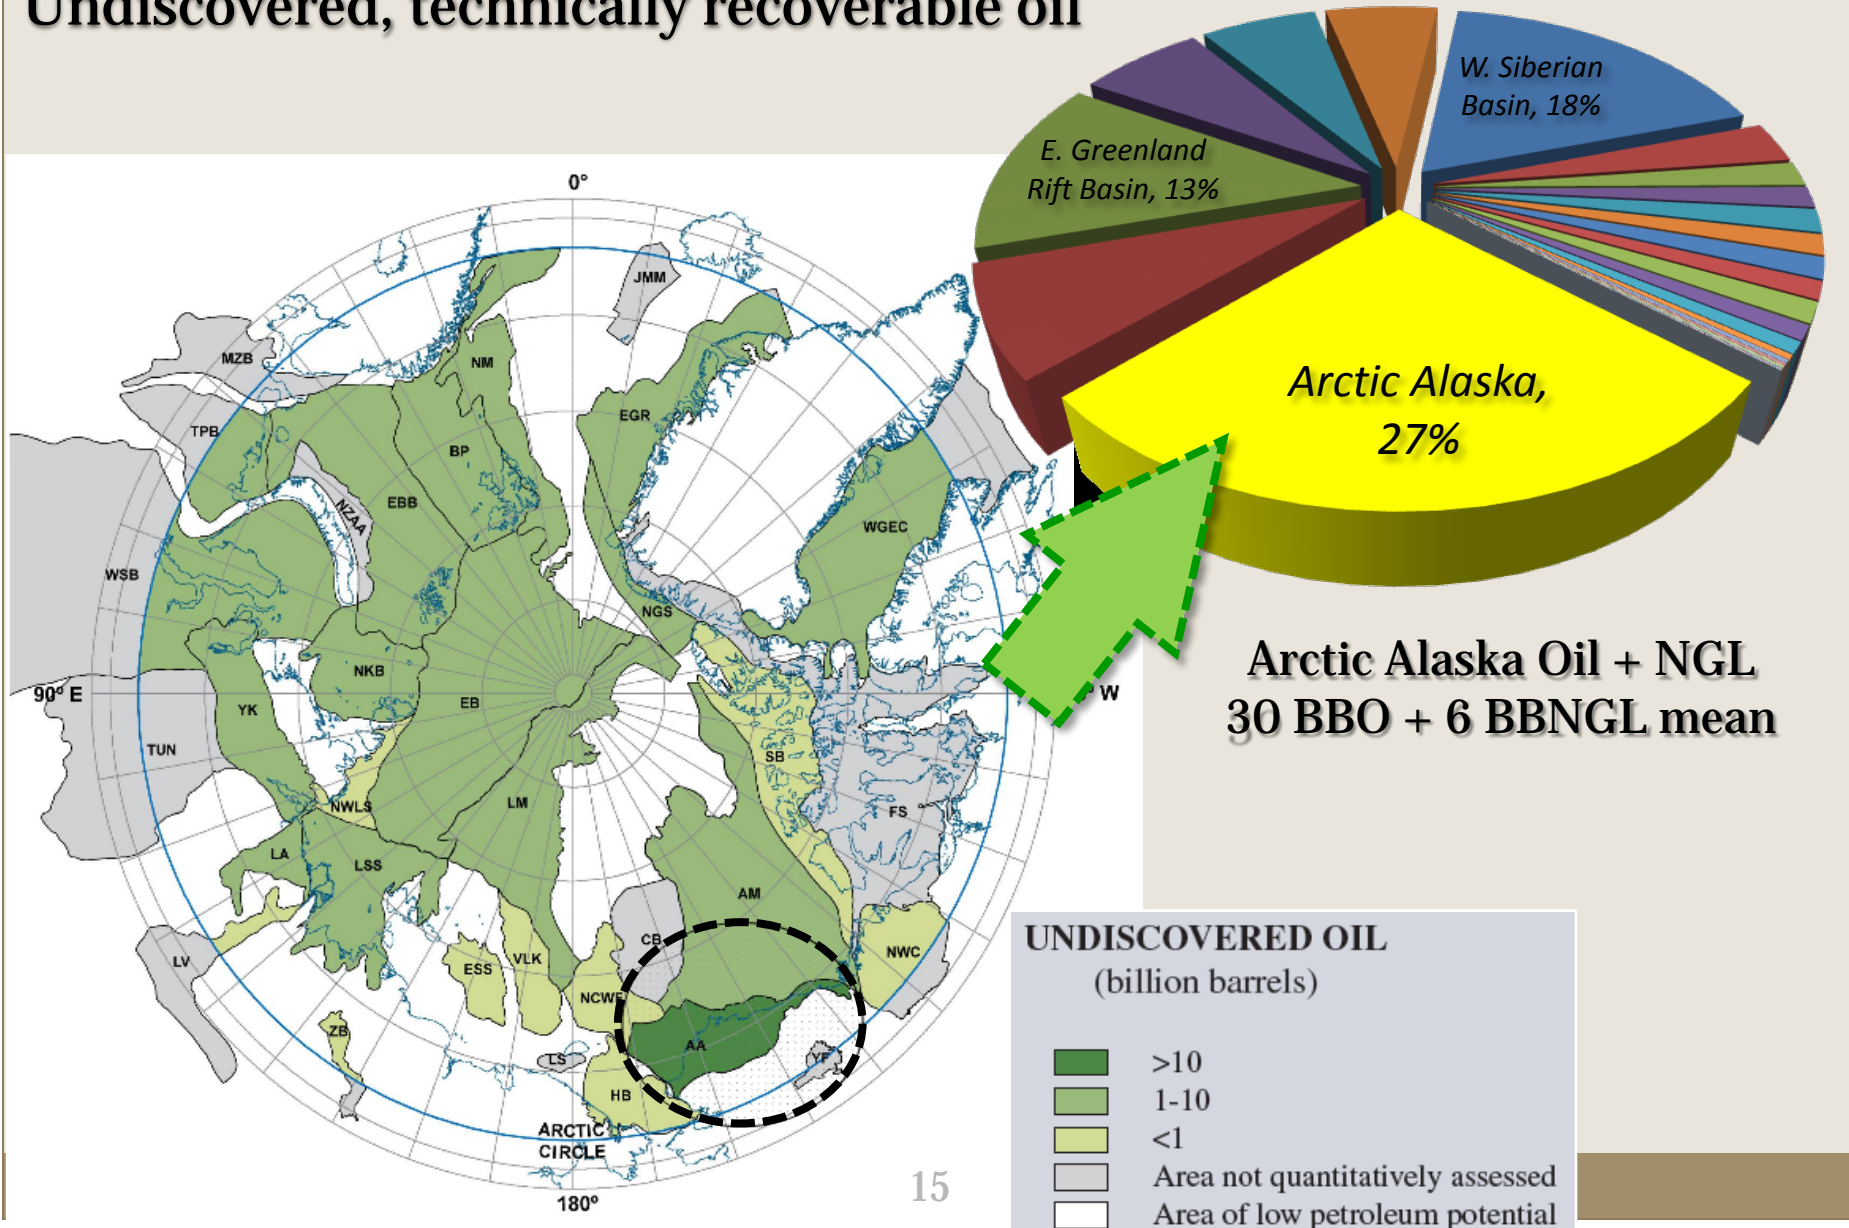 Undiscovered, technically recoverable oil
W. Siberian
Basin, 18%
E. Greenland
Rift Basin, 13%
Arctic Alaska,
27%
Arctic Alaska Oil + NGL
30 BBO + 6 BBNGL mean
0°
JMM
MZB
NM
TPB
EGR
BP
EBB
NZAA
WGEC
WSB
NGS
NKB
90° E
W
EB
YK
TUN
SB
NWLS
LM
FS
LA
LSS
AM
CB
NWC
LV
ESS
VLK
NCWF
ZB
AA
LS
YF
HB
ARCTIC
CIRCLE
180°
UNDISCOVERED OIL
(billion barrels)
>10
1-10
<1
Area not quantitatively assessed
Area of low petroleum potential
15